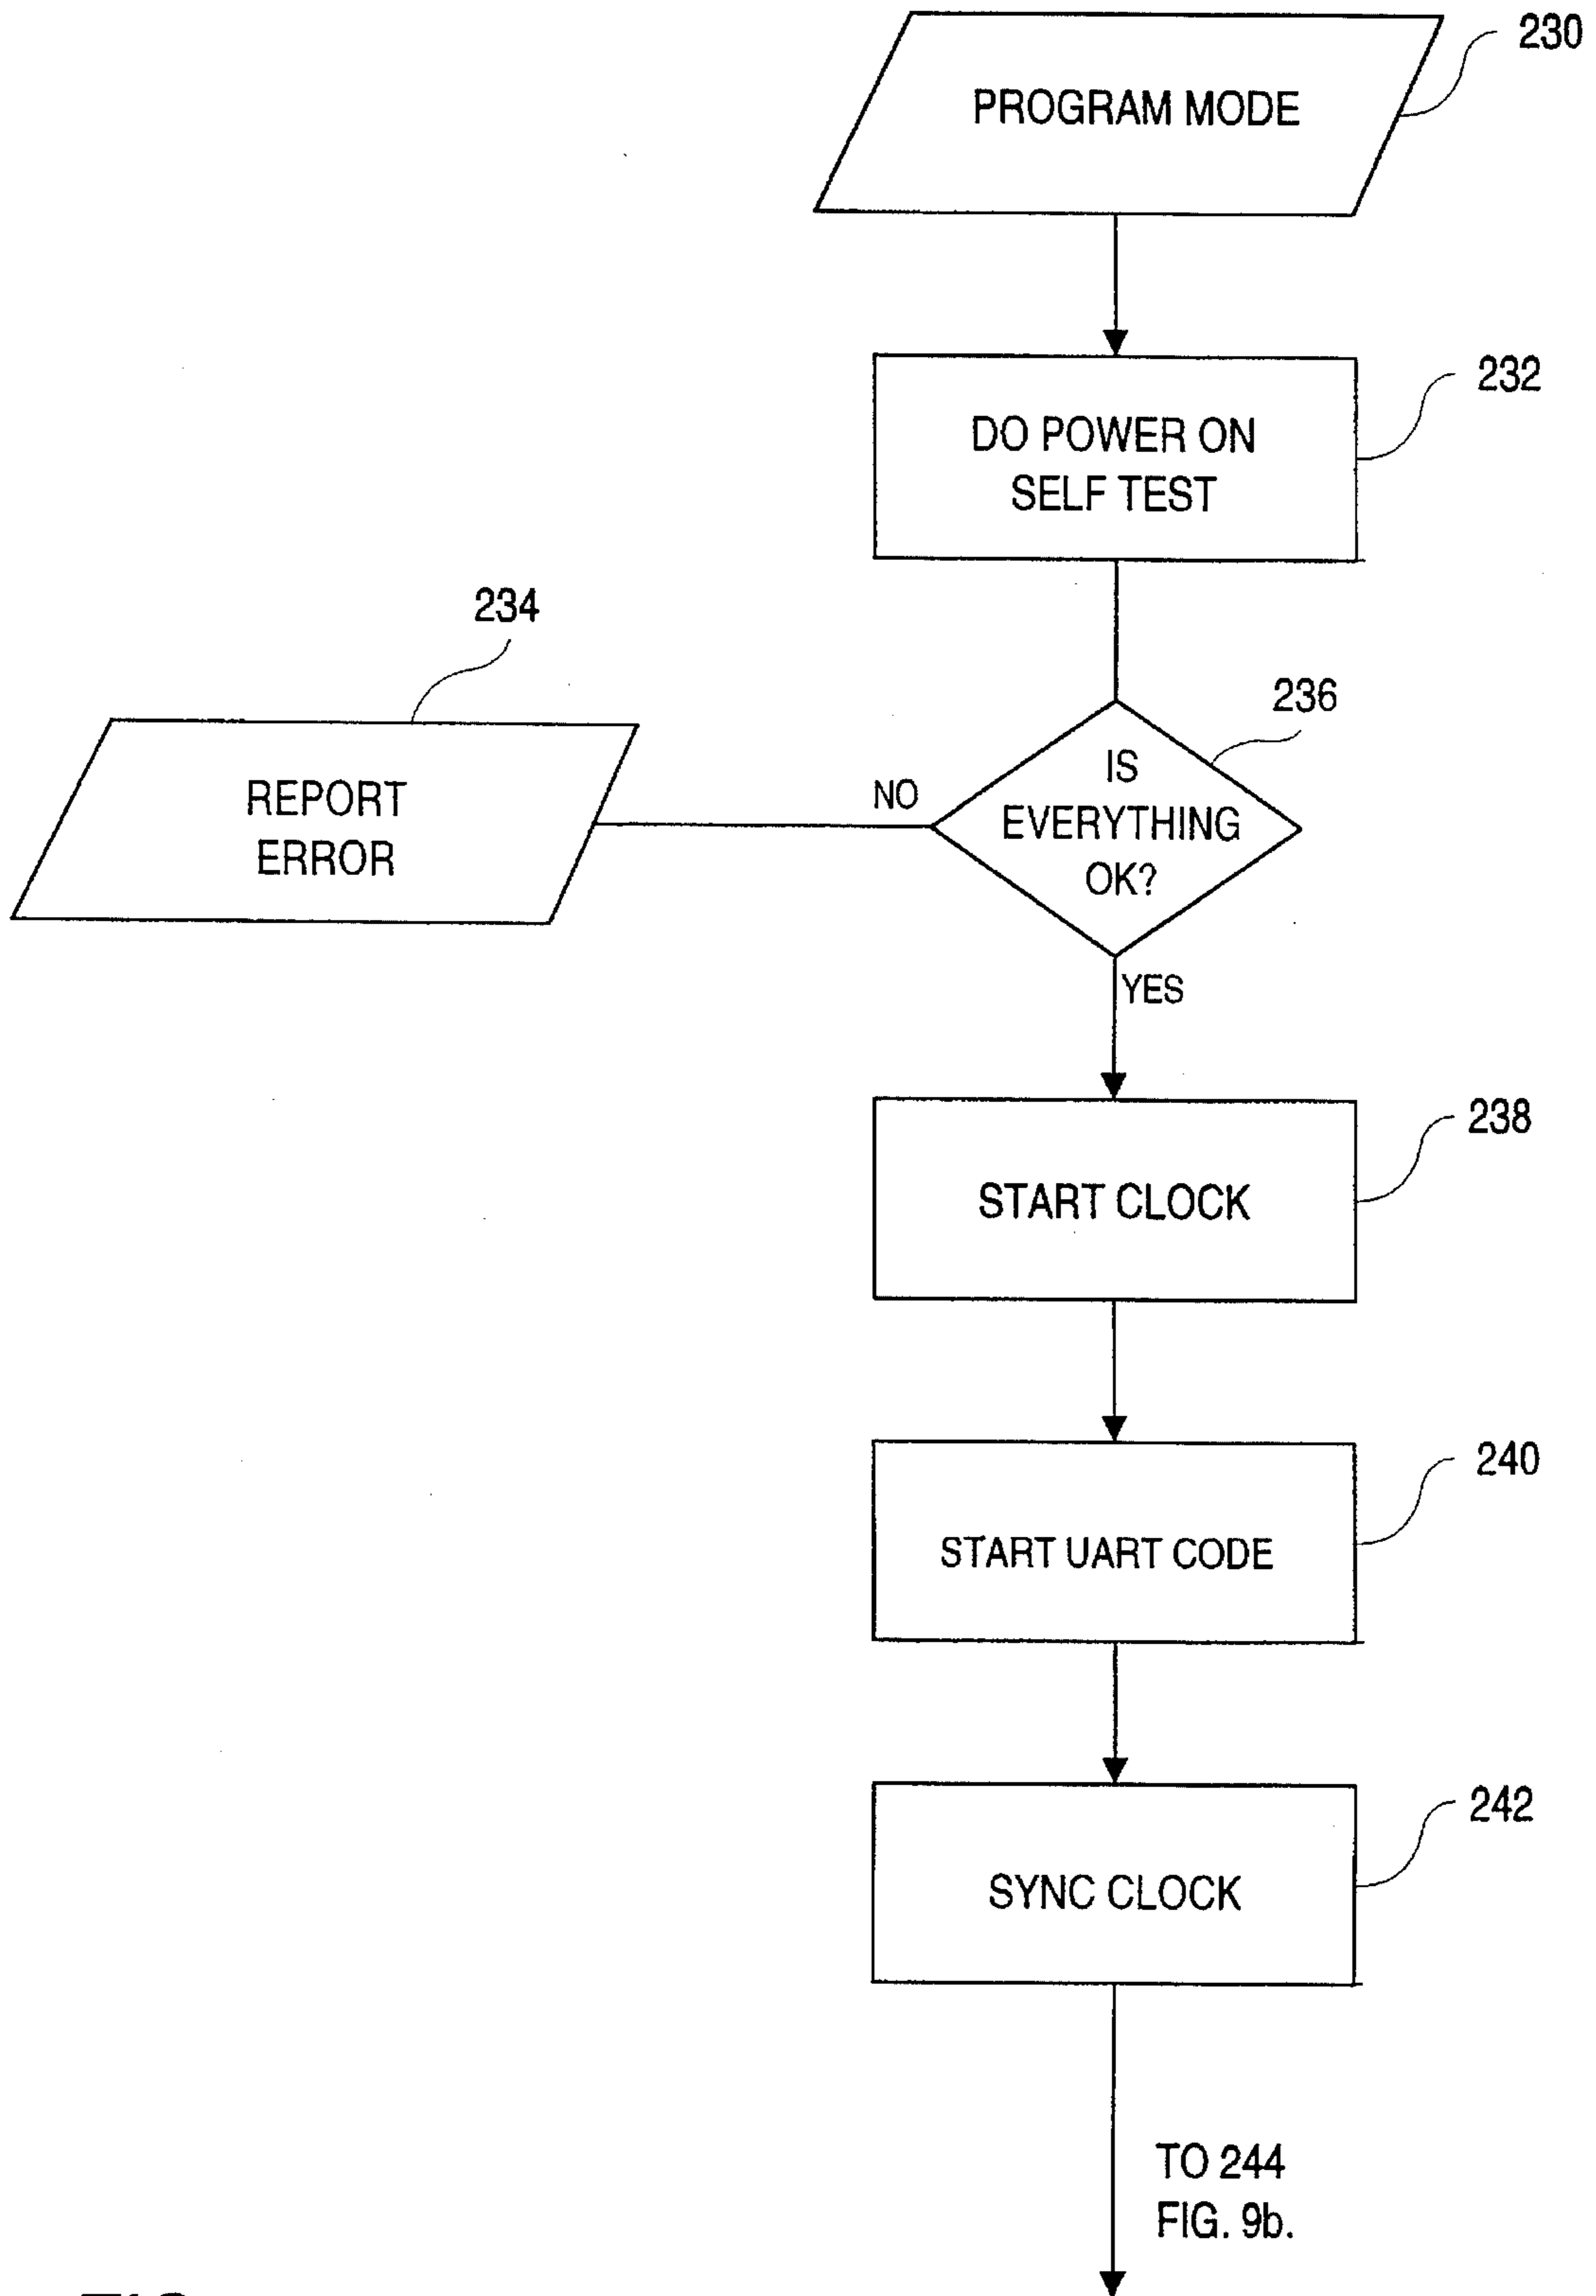 230
PROGRAM MODE
232
DO POWER ON
SELF TEST
234
236
REPORT
ERROR
NO
IS
EVERYTHING
OK?
YES
238
START CLOCK
240
START UART CODE
242
SYNC CLOCK
TO 244
FIG. 9b.